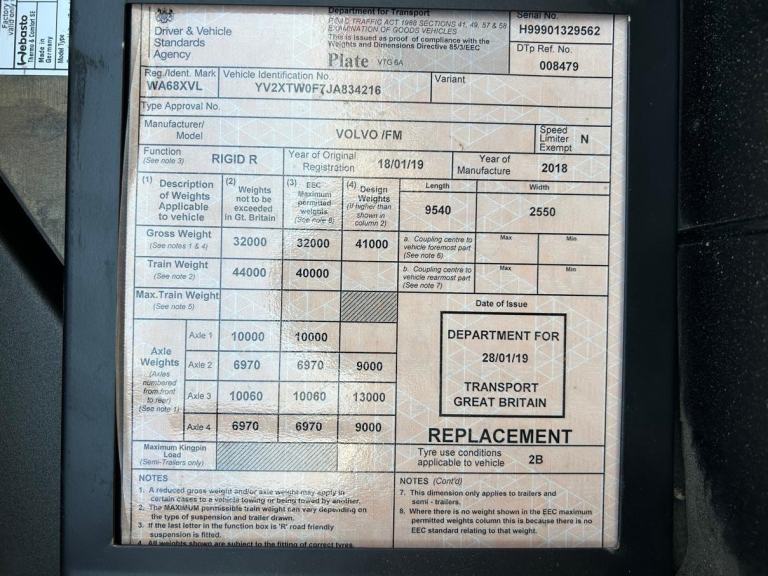 Factory
valid only
Webasto
Thermo & Comfort SE
Made in
Germany
Model Type
Driver & Vehicle
Standards
Agency
Department for Transport
ROAD TRAFFIC ACT 1988 SECTIONS 41, 49, 57 & 58
EXAMINATION OF GOODS VEHICLES
This is issued as proof of compliance with the
Weights and Dimensions Directive 85/3/EEC
Plate VTG 6A
Serial No.
H99901329562
DTp Ref. No.
008479
Reg./Ident. Mark
WA68XVL
Vehicle Identification No.
YV2XTW0F7JA834216
Variant
Type Approval No.
Manufacturer/
Model
VOLVO /FM
Speed
Limiter
Exempt
N
Function
(See note 3)
RIGID R
Year of Original
Registration
18/01/19
Year of
Manufacture
2018
(1) Description
of Weights
Applicable
to vehicle
(2) Weights
not to be
exceeded
in Gt. Britain
(3) EEC
Maximum
permitted
weights
(See note 8)
(4) Design
Weights
(if higher than
shown in
column 2)
Length
Width
9540
2550
Gross Weight
(See notes 1 & 4)
32000
32000
41000
a. Coupling centre to
vehicle foremost part
(See note 6)
Max
Min
Train Weight
(See note 2)
44000
40000
b. Coupling centre to
vehicle rearmost part
(See note 7)
Max
Min
Max.Train Weight
(See note 5)
Axle
Weights
(Axles
numbered
from front
to rear)
(See note 1)
Axle 1 10000 10000
Axle 2 6970 6970 9000
Axle 3 10060 10060 13000
Axle 4 6970 6970 9000
Date of Issue
DEPARTMENT FOR
28/01/19
TRANSPORT
GREAT BRITAIN
REPLACEMENT
Maximum Kingpin
Load
(Semi-Trailers only)
Tyre use conditions
applicable to vehicle
2B
NOTES
1. A reduced gross weight and/or axle weight may apply in
certain cases to a vehicle towing or being towed by another.
2. The MAXIMUM permissible train weight can vary depending on
the type of suspension and trailer drawn.
3. If the last letter in the function box is 'R' road friendly
suspension is fitted.
4. All weights shown are subject to the fitting of correct tyres
NOTES (Cont'd)
7. This dimension only applies to trailers and
semi - trailers.
8. Where there is no weight shown in the EEC maximum
permitted weights column this is because there is no
EEC standard relating to that weight.